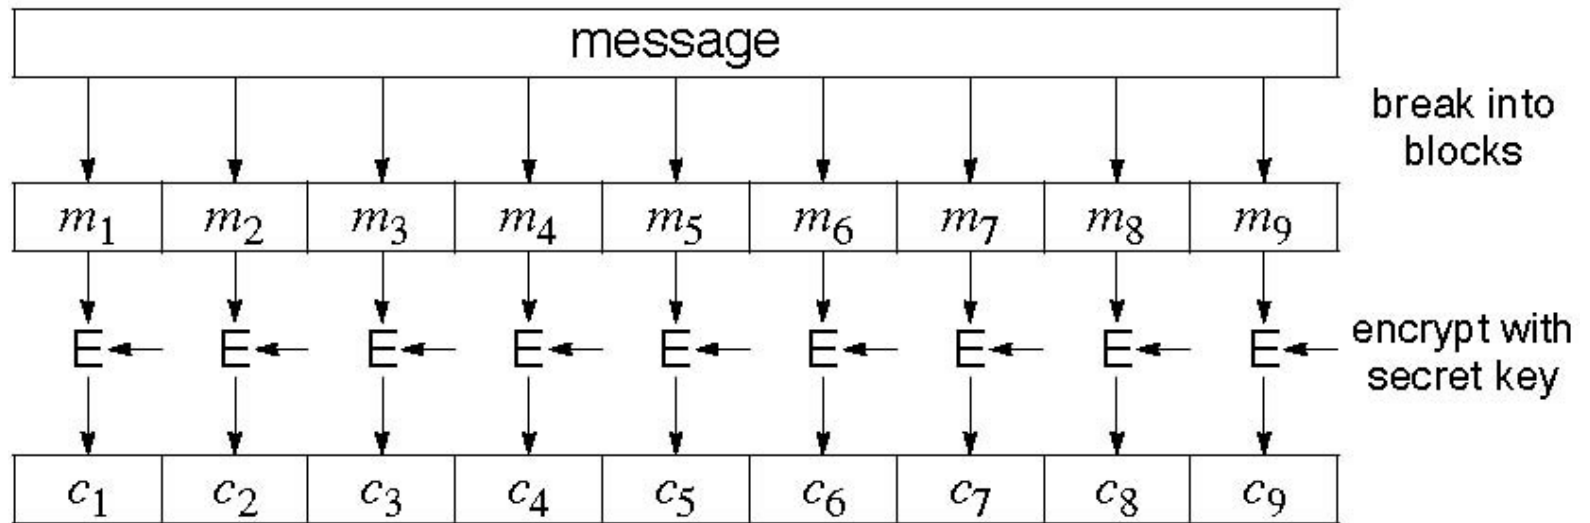 message
break into
blocks
m1 m2 m3 m4 m5 m6 m7 m8 m9
E E E E E E E E E
encrypt with
secret key
c1 c2 c3 c4 c5 c6 c7 c8 c9